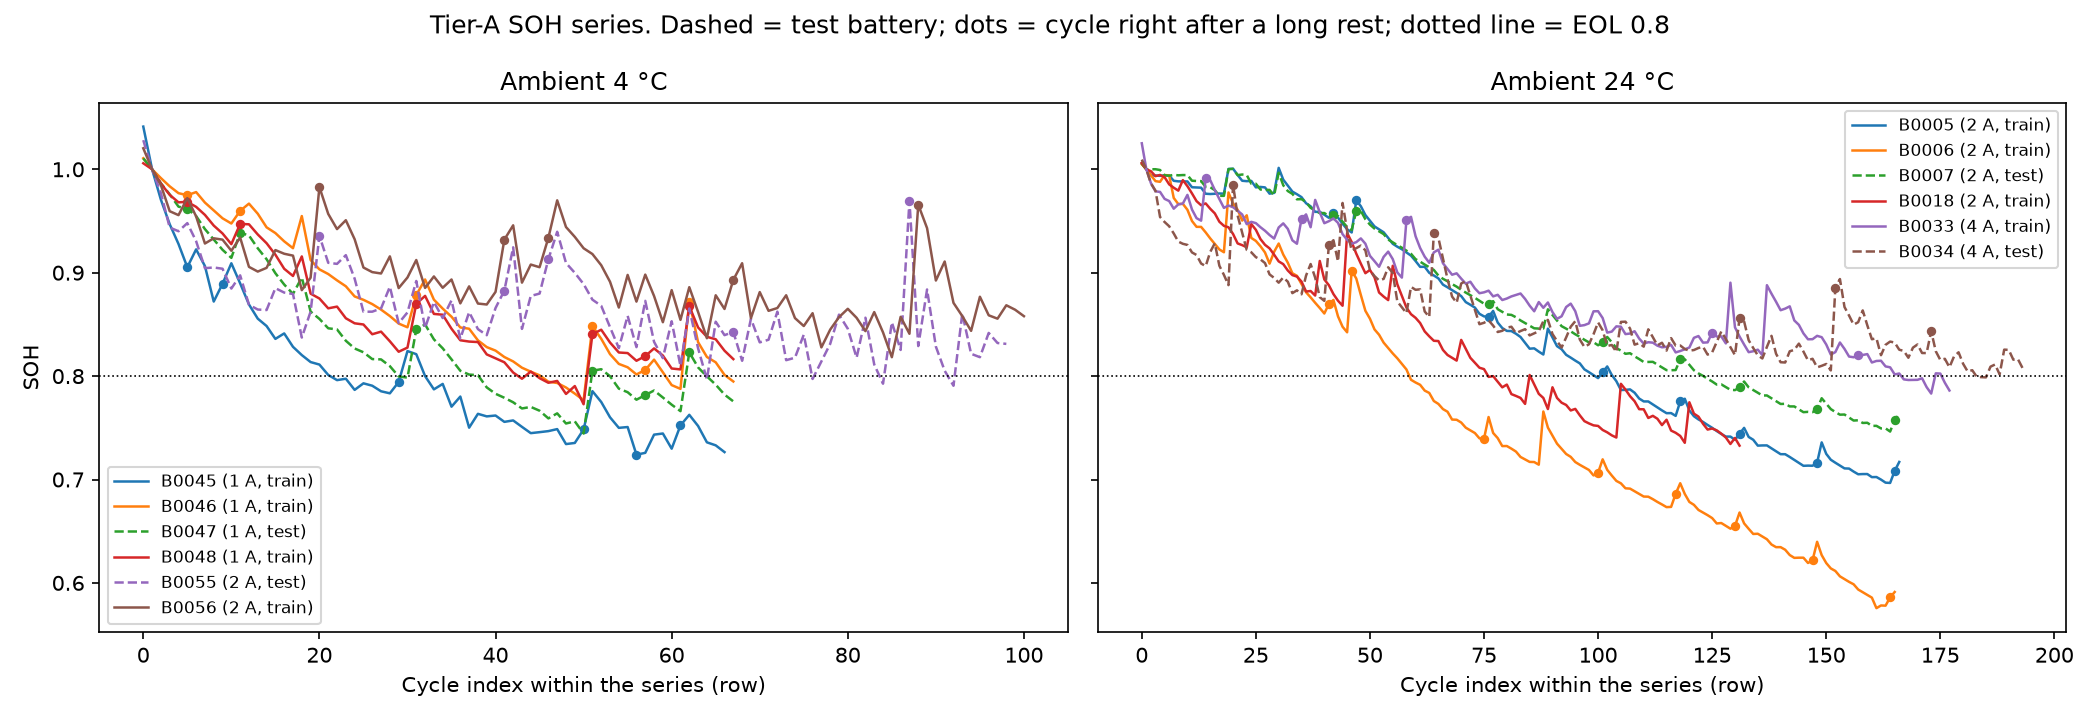 Tier-A SOH series. Dashed = test battery; dots = cycle right after a long rest; dotted line = EOL 0.8
Ambient 4 °C
SOH
1.0
0.9
0.8
0.7
0.6
B0045 (1 A, train)
B0046 (1 A, train)
B0047 (1 A, test)
B0048 (1 A, train)
B0055 (2 A, test)
B0056 (2 A, train)
0 20 40 60 80 100
Cycle index within the series (row)
Ambient 24 °C
B0005 (2 A, train)
B0006 (2 A, train)
B0007 (2 A, test)
B0018 (2 A, train)
B0033 (4 A, train)
B0034 (4 A, test)
0 25 50 75 100 125 150 175 200
Cycle index within the series (row)